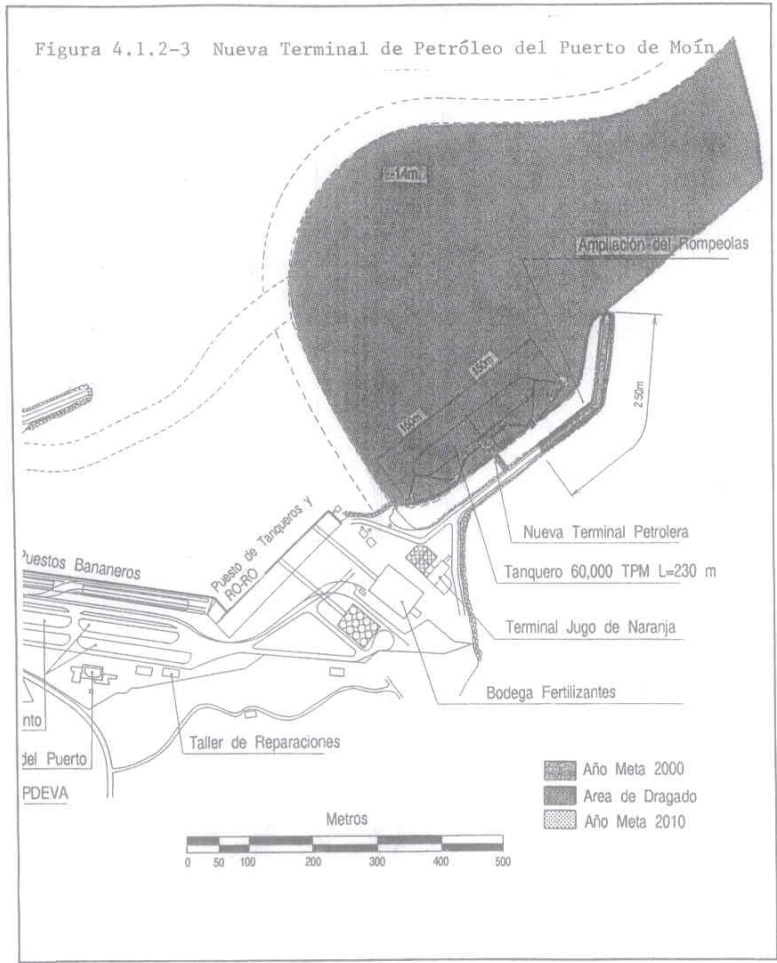 Figura 4.1.2-3 Nueva Terminal de Petróleo del Puerto de Moín
-14m
Ampliación del Rompeolas
150m
150m
250m
Puesto de Tanqueros y
RO-RO
Puestos Bananeros
Nueva Terminal Petrolera
Tanquero 60,000 TPM L=230 m
Terminal Jugo de Naranja
Bodega Fertilizantes
Taller de Reparaciones
nto
del Puerto
PDEVA
Año Meta 2000
Area de Dragado
Año Meta 2010
Metros
0 50 100 200 300 400 500